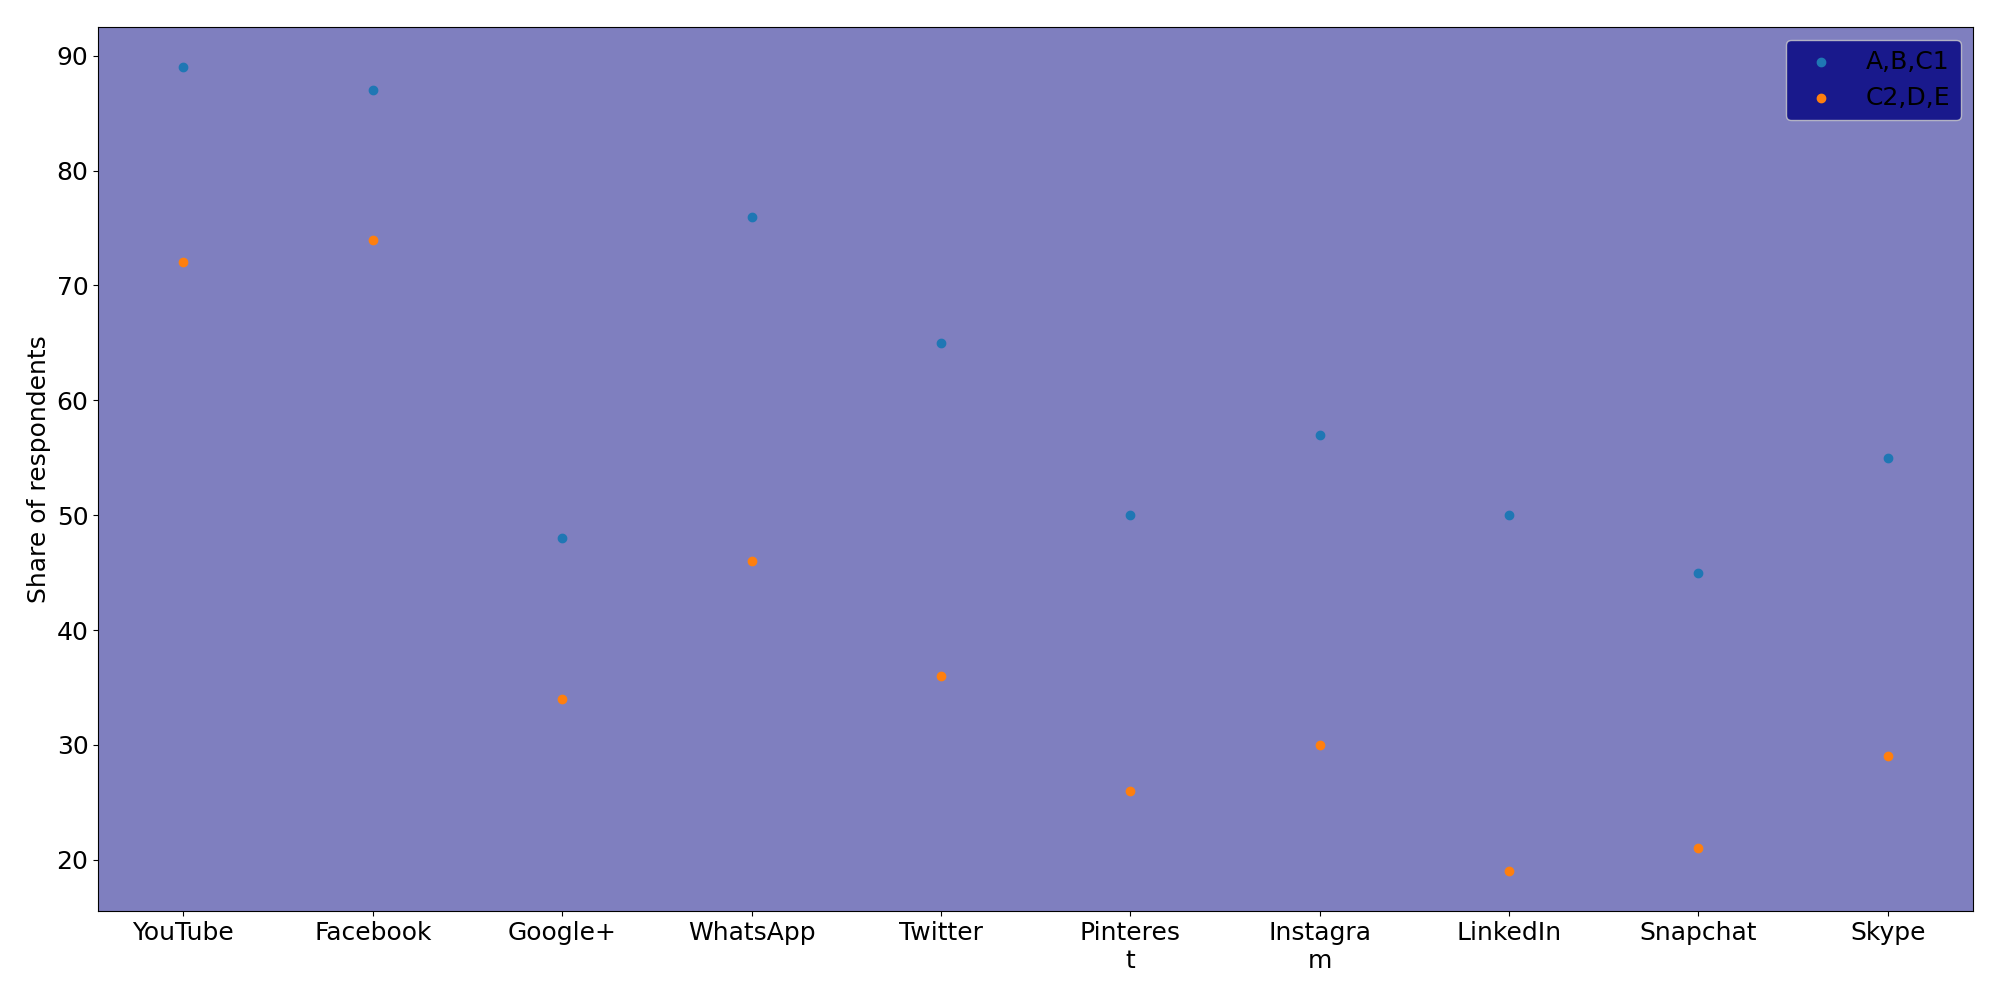 90
80
70
60
50
40
30
20
Share of respondents
A,B,C1
C2,D,E
YouTube
Facebook
Google+
WhatsApp
Twitter
Pinteres
t
Instagra
m
LinkedIn
Snapchat
Skype